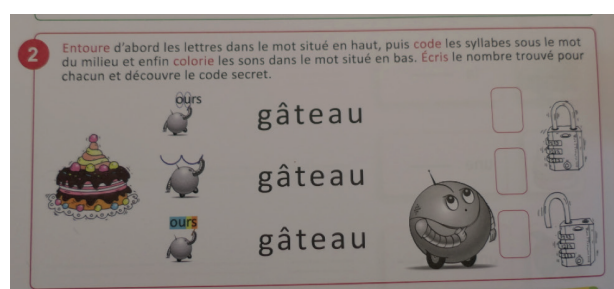 2
Entoure d'abord les lettres dans le mot situé en haut, puis code les syllabes sous le mot
du milieu et enfin colorie les sons dans le mot situé en bas. Écris le nombre trouvé pour
chacun et découvre le code secret.
ours
gâteau
gâteau
ours
gâteau